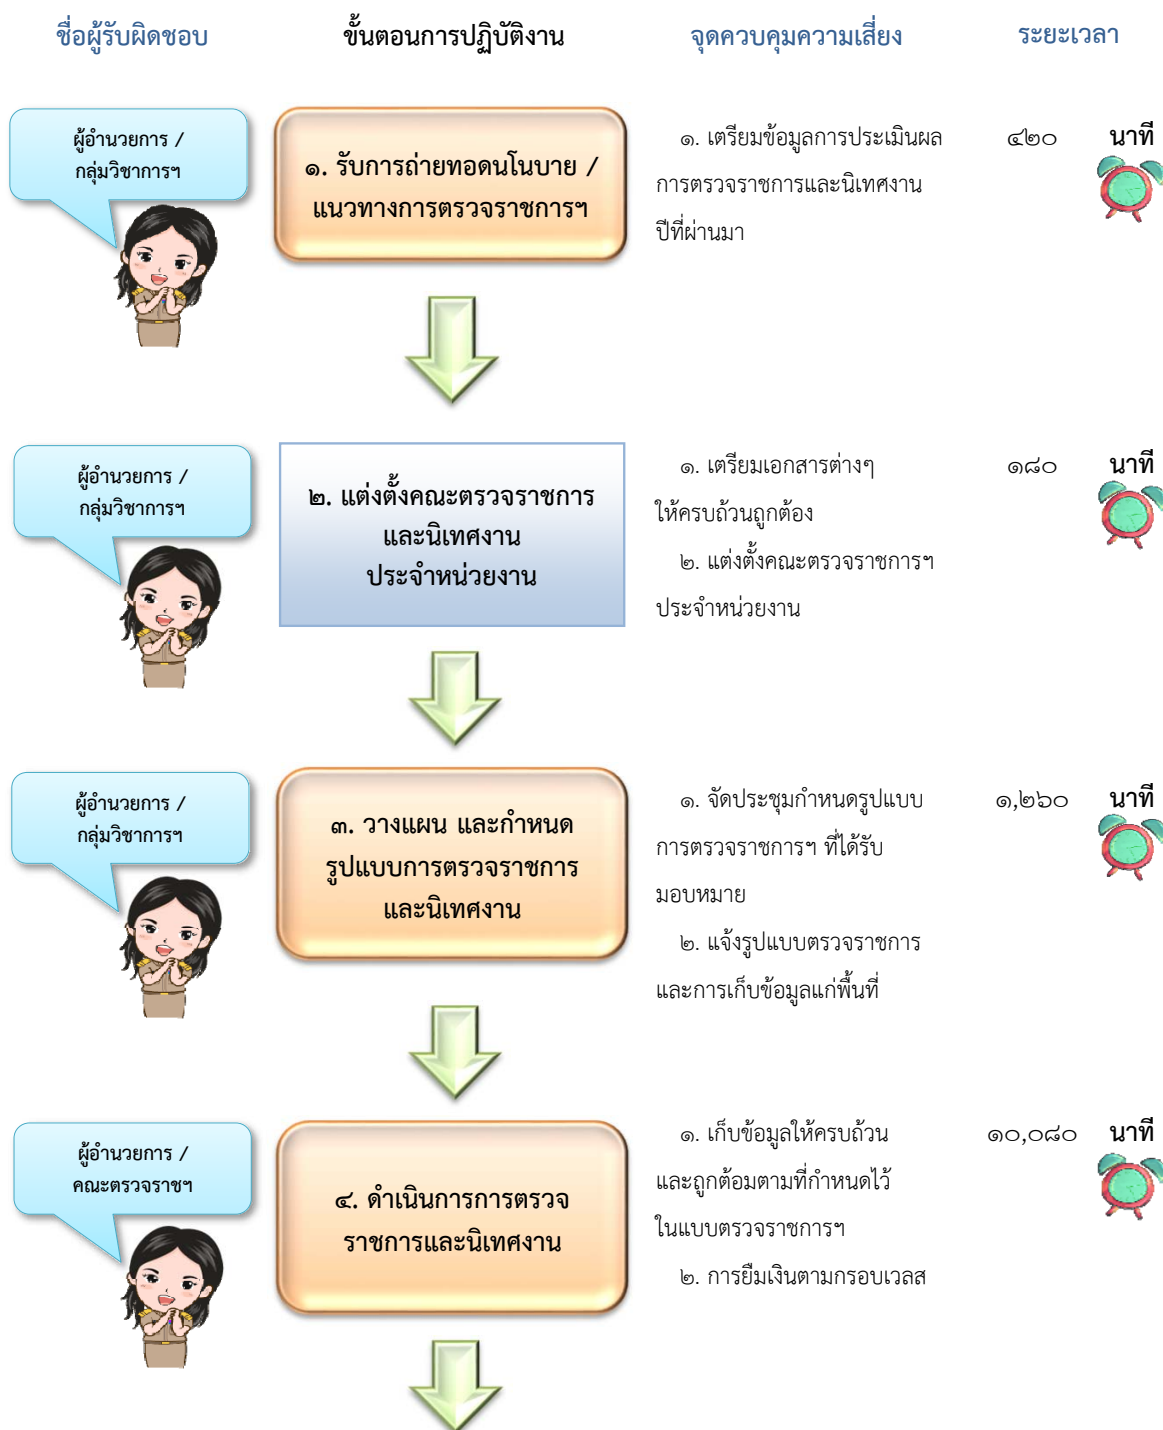 ชื่อผู้รับผิดชอบ
ขั้นตอนการปฏิบัติงาน
จุดควบคุมความเสี่ยง
ระยะเวลา
ผู้อำนวยการ /
กลุ่มวิชาการฯ
๑. รับการถ่ายทอดนโนบาย /
แนวทางการตรวจราชการฯ
๑. เตรียมข้อมูลการประเมินผล
การตรวจราชการและนิเทศงาน
ปีที่ผ่านมา
๔๒๐ นาที
ผู้อำนวยการ /
กลุ่มวิชาการฯ
๒. แต่งตั้งคณะตรวจราชการ
และนิเทศงาน
ประจำหน่วยงาน
๑. เตรียมเอกสารต่างๆ
ให้ครบถ้วนถูกต้อง
๒. แต่งตั้งคณะตรวจราชการฯ
ประจำหน่วยงาน
๑๘๐ นาที
ผู้อำนวยการ /
กลุ่มวิชาการฯ
๓. วางแผน และกำหนด
รูปแบบการตรวจราชการ
และนิเทศงาน
๑. จัดประชุมกำหนดรูปแบบ
การตรวจราชการฯ ที่ได้รับ
มอบหมาย
๒. แจ้งรูปแบบตรวจราชการ
และการเก็บข้อมูลแก่พื้นที่
๑,๒๖๐ นาที
ผู้อำนวยการ /
คณะตรวจราชฯ
๔. ดำเนินการการตรวจ
ราชการและนิเทศงาน
๑. เก็บข้อมูลให้ครบถ้วน
และถูกต้อมตามที่กำหนดไว้
ในแบบตรวจราชการฯ
๒. การยืมเงินตามกรอบเวลส
๑๐,๐๘๐ นาที